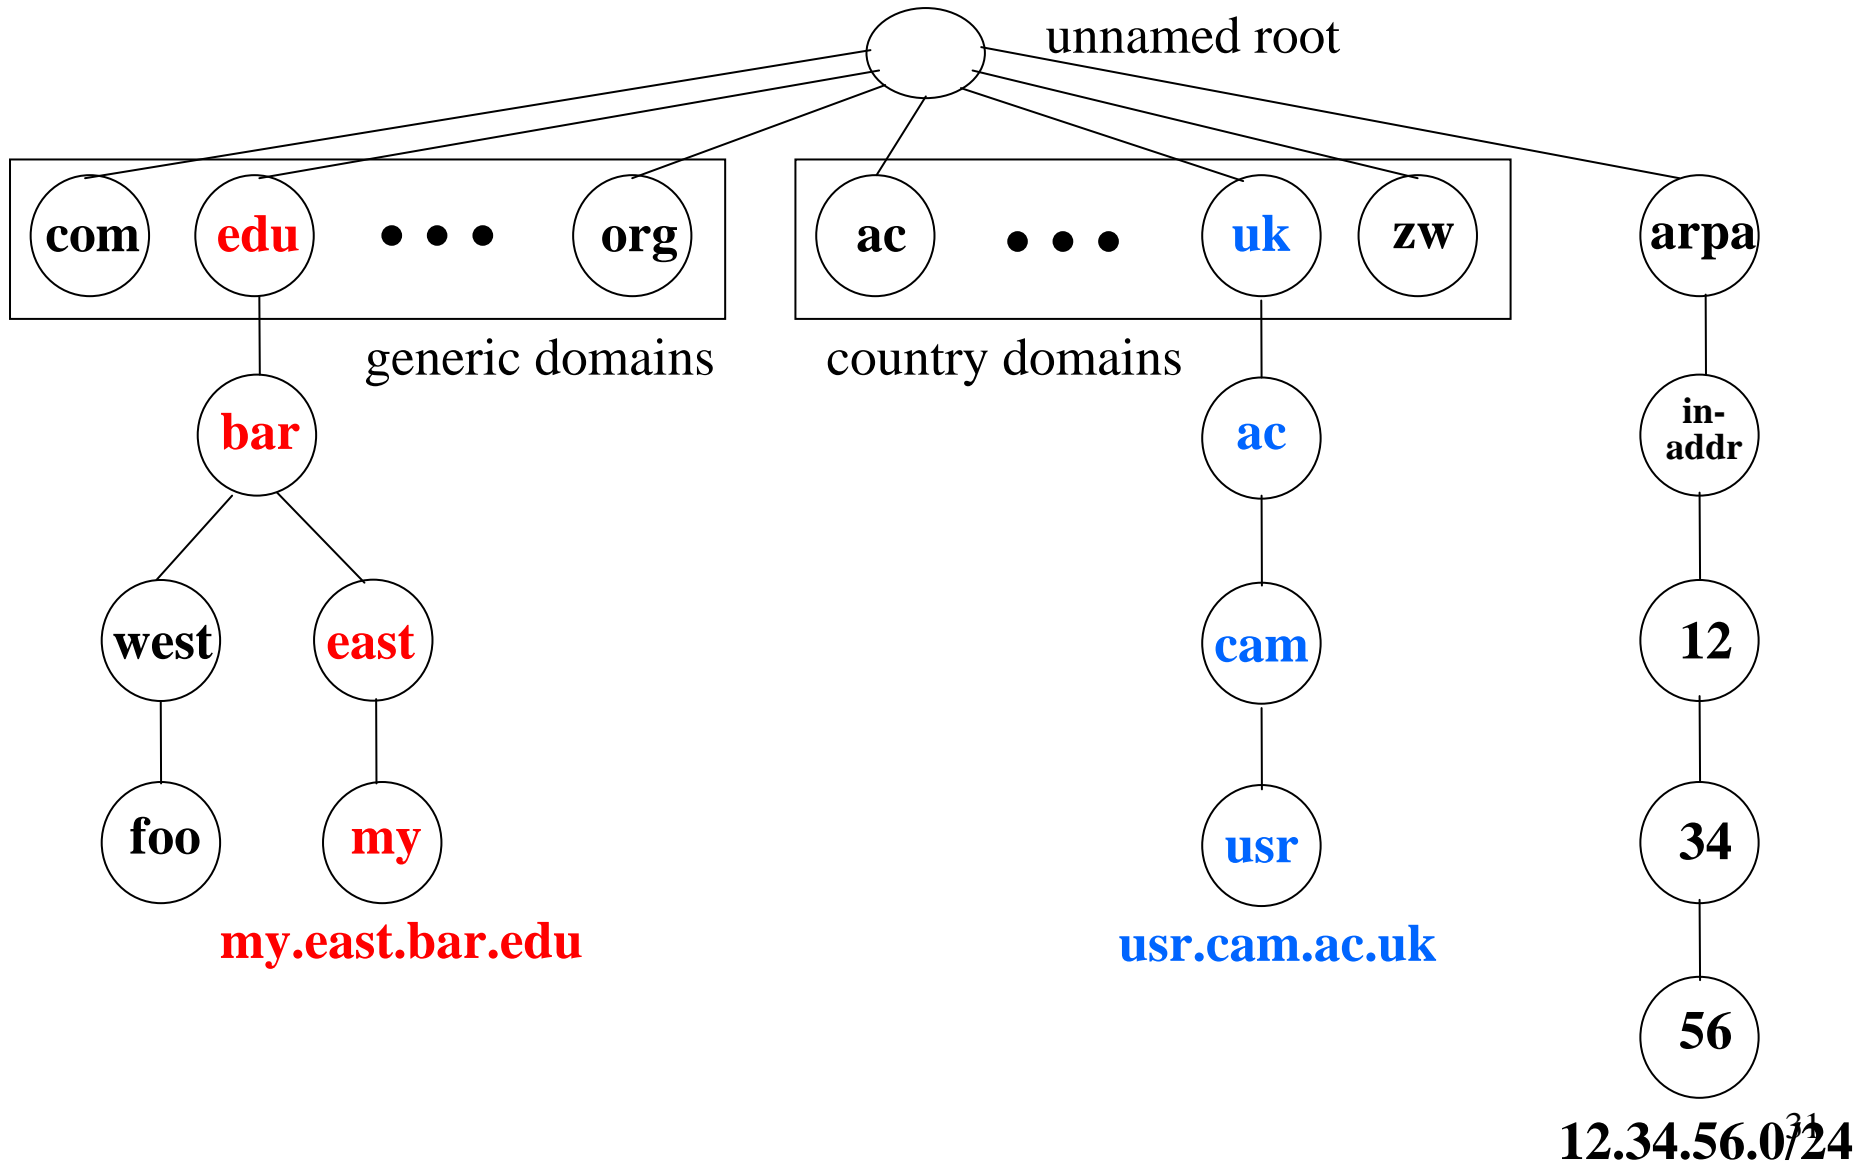 unnamed root
com edu • • • org ac • • • uk zw arpa
generic domains country domains
bar ac in-
addr
west east cam 12
foo my usr 34
my.east.bar.edu usr.cam.ac.uk
56
31
12.34.56.0/24